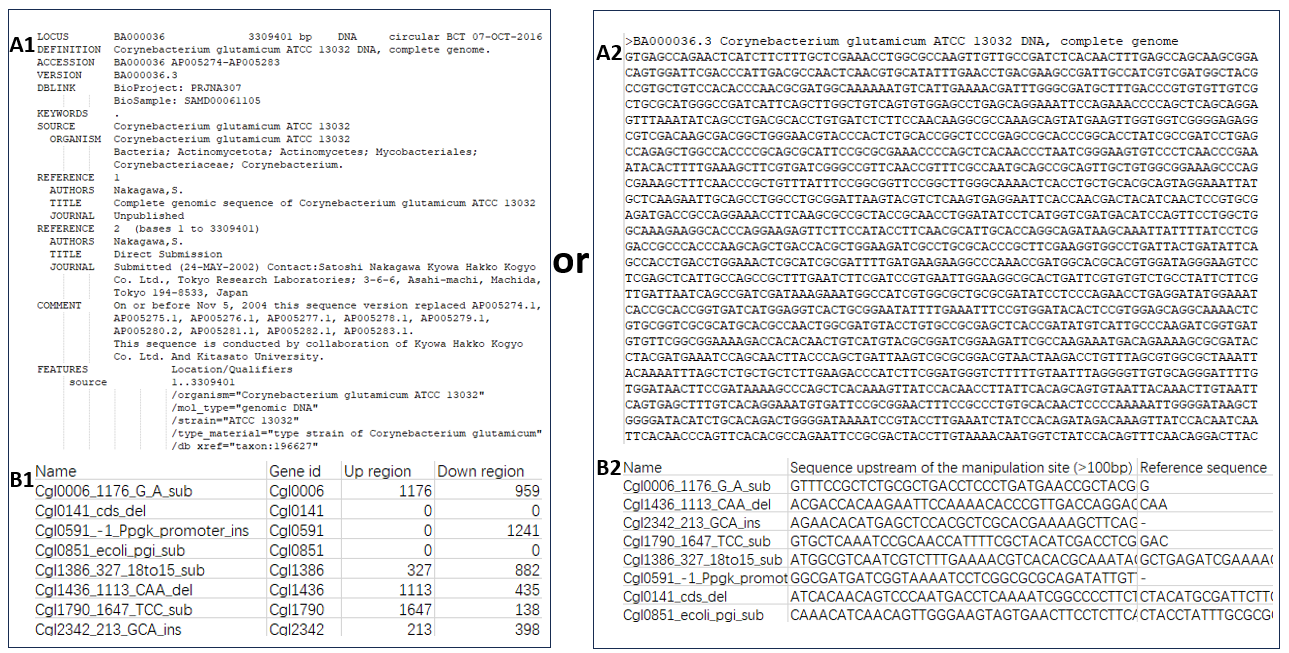 A1
LOCUS BA000036 3309401 bp DNA circular BCT 07-OCT-2016
DEFINITION Corynebacterium glutamicum ATCC 13032 DNA, complete genome.
ACCESSION BA000036 AP005274-AP005283
VERSION BA000036.3
DBLINK BioProject: PRJNA307
BioSample: SAMD00061105
KEYWORDS .
SOURCE Corynebacterium glutamicum ATCC 13032
ORGANISM Corynebacterium glutamicum ATCC 13032
Bacteria; Actinomycetota; Actinomycetes; Mycobacteriales;
Corynebacteriaceae; Corynebacterium.
REFERENCE 1
AUTHORS Nakagawa,S.
TITLE Complete genomic sequence of Corynebacterium glutamicum ATCC 13032
JOURNAL Unpublished
REFERENCE 2 (bases 1 to 3309401)
AUTHORS Nakagawa,S.
TITLE Direct Submission
JOURNAL Submitted (24-MAY-2002) Contact:Satoshi Nakagawa Kyowa Hakko Kogyo
Co. Ltd., Tokyo Research Laboratories; 3-6-6, Asahi-machi, Machida,
Tokyo 194-8533, Japan
COMMENT On or before Nov 5, 2004 this sequence version replaced AP005274.1,
AP005275.1, AP005276.1, AP005277.1, AP005278.1, AP005279.1,
AP005280.2, AP005281.1, AP005282.1, AP005283.1.
This sequence is conducted by collaboration of Kyowa Hakko Kogyo
Co. Ltd. And Kitasato University.
FEATURES Location/Qualifiers
source 1..3309401
/organism="Corynebacterium glutamicum ATCC 13032"
/mol_type="genomic DNA"
/strain="ATCC 13032"
/type_material="type strain of Corynebacterium glutamicum"
/db_xref="taxon:196627"
B1
Name Gene id Up region Down region
Cgl0006_1176_G_A_sub Cgl0006 1176 959
Cgl0141_cds_del Cgl0141 0 0
Cgl0591_-1_Ppgk_promoter_ins Cgl0591 0 1241
Cgl0851_ecoli_pgi_sub Cgl0851 0 0
Cgl1386_327_18to15_sub Cgl1386 327 882
Cgl1436_1113_CAA_del Cgl1436 1113 435
Cgl1790_1647_TCC_sub Cgl1790 1647 138
Cgl2342_213_GCA_ins Cgl2342 213 398
or
A2
>BA000036.3 Corynebacterium glutamicum ATCC 13032 DNA, complete genome
GTGAGCCAGAACTCATCTTCTTTGCTCGAAACCTGGCGCCAAGTTGTTGCCGATCTCACAACTTTGAGCCAGCAAGCGGA
CAGTGGATTCGACCCATTGACGCCAACTCAACGTGCATATTTGAACCTGACGAAGCCGATTGCCATCGTCGATGGCTACG
CCGTGCTGTCCACACCCAACGCGATGGCAAAAAATGTCATTGAAAACGATTTGGGCGATGCTTTGACCCGTGTGTTGTCG
CTGCGCATGGGCCGATCATTCAGCTTGGCTGTCAGTGTGGAGCCTGAGCAGGAAATTCCAGAAACCCCAGCTCAGCAGGA
GTTTAAATATCAGCCTGACGCACCTGTGATCTCTTCCAACAAGGCGCCAAAGCAGTATGAAGTTGGTGGTCGGGGAGAGG
CGTCGACAAGCGACGGCTGGGAACGTACCCACTCTGCACCGGCTCCCGAGCCGCACCCGGCACCTATCGCCGATCCTGAG
CCAGAGCTGGCCACCCCGCAGCGCATTCCGCGCGAAACCCCAGCTCACAACCCTAATCGGGAAGTGTCCCTCAACCCGAA
ATACACTTTTGAAAGCTTCGTGATCGGGCCGTTCAACCGTTTCGCCAATGCAGCCGCAGTTGCTGTGGCGGAAAGCCCAG
CGAAAGCTTTCAACCCGCTGTTTATTTCCGGCGGTTCCGGCTTGGGCAAAACTCACCTGCTGCACGCAGTAGGAAATTAT
GCTCAAGAATTGCAGCCTGGCCTGCGGATTAAGTACGTCTCAAGTGAGGAATTCACCAACGACTACATCAACTCCGTGCG
AGATGACCGCCAGGAAACCTTCAAGCGCCGCTACCGCAACCTGGATATCCTCATGGTCGATGACATCCAGTTCCTGGCTG
GCAAAGAAGGCACCCAGGAAGAGTTCTTCCATACCTTCAACGCATTGCACCAGGCAGATAAGCAAATTATTTTATCCTCG
GACCGCCCACCCAAGCAGCTGACCACGCTGGAAGATCGCCTGCGCACCCGCTTCGAAGGTGGCCTGATTACTGATATTCA
GCCACCTGACCTGGAAACTCGCATCGCGATTTTGATGAAGAAGGCCCAAACCGATGGCACGCACGTGGATAGGGAAGTCC
TCGAGCTCATTGCCAGCCGCTTTGAATCTTCGATCCGTGAATTGGAAGGCGCACTGATTCGTGTGTCTGCCTATTCTTCG
TTGATTAATCAGCCGATCGATAAAGAAATGGCCATCGTGGCGCTGCGCGATATCCTCCCAGAACCTGAGGATATGGAAAT
CACCGCACCGGTGATCATGGAGGTCACTGCGGAATATTTTGAAATTTCCGTGGATACACTCCGTGGAGCAGGCAAAACTC
GTGCGGTCGCGCATGCACGCCAACTGGCGATGTACCTGTGCCGCGAGCTCACCGATATGTCATTGCCCAAGATCGGTGAT
GTGTTCGGCGGAAAAGACCACACAACTGTCATGTACGCGGATCGGAAGATTCGCCAAGAAATGACAGAAAAGCGCGATAC
CTACGATGAAATCCAGCAACTTACCCAGCTGATTAAGTCGCGCGGACGTAACTAAGACCTGTTTAGCGTGGCGCTAAATT
ACAAAATTTAGCTCTGCTGCTCTTGAAGACCCATCTTCGGATGGGTCTTTTTGTAATTTAGGGGTTGTGCAGGGATTTTG
TGGATAACTTCCGATAAAAGCCCAGCTCACAAAGTTATCCACAACCTTATTCACAGCAGTGTAATTACAAACTTGTAATT
CAGTGAGCTTTGTCACAGGAAATGTGATTCCGCGGAACTTTCCGCCCTGTGCACAACTCCCCAAAAATTGGGGATAAGCT
GGGGATACATCTGCACAGACTGGGGATAAAATCCGTACCTTGAAATCTATCCACAGATAGACAAAGTTATCCACAATCAA
TTCACAACCCAGTTCACACGCCAGAATTCCGCGACTACCTTGTAAAACAATGGTCTATCCACAGTTTCAACAGGACTTAC
B2
Name Sequence upstream of the manipulation site (>100bp) Reference sequence
Cgl0006_1176_G_A_sub GTTTCCGCTCTGCGCTGACCTCCCTGATGAACCGCTACG G
Cgl1436_1113_CAA_del ACGACCACAAGAATTCCAAAACACCCGTTGACCAGGAC CAA
Cgl2342_213_GCA_ins AGAACACATGAGCTCCACGCTCGCACGAAAAGCTTCAG -
Cgl1790_1647_TCC_sub GTGCTCAAATCCGCAACCATTTTCGCTACATCGACCTCG GAC
Cgl1386_327_18to15_sub ATGGCGTCAATCGTCTTTGAAAACGTCACACGCAAATA GCTGAGATCGAAAA
Cgl0591_-1_Ppgk_promot GGCGATGATCGGTAAAATCCTCGGCGCGCAGATATTGT -
Cgl0141_cds_del ATCACAACAGTCCCAATGACCTCAAAATCGGCCCCTTCT CTACATGCGATTCTT
Cgl0851_ecoli_pgi_sub CAAACATCAACAGTTGGGAAGTAGTGAACTTCCTCTTCA CTACCTATTTGCGCG